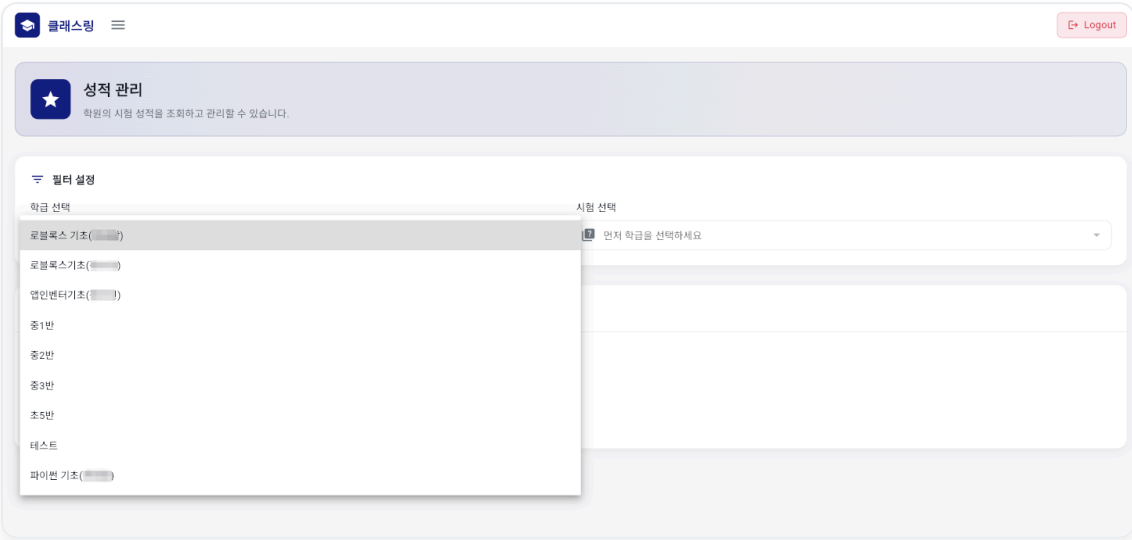 클래스링
Logout
성적 관리
학원의 시험 성적을 조회하고 관리할 수 있습니다.
필터 설정
학급 선택
시험 선택
먼저 학급을 선택하세요
로블록스 기초( )
로블록스기초( )
앱인벤터기초( )
중1반
중2반
중3반
초5반
테스트
파이썬 기초( )